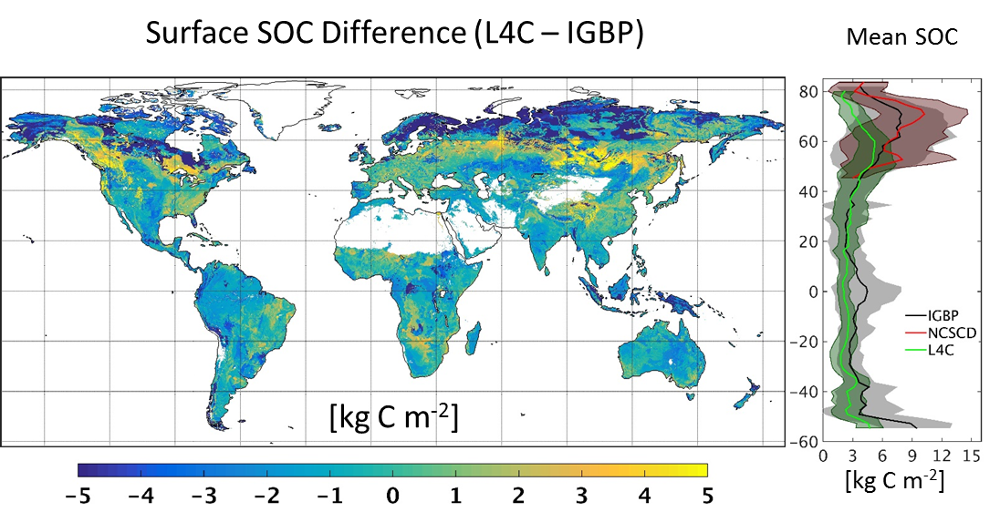 Surface SOC Difference (L4C – IGBP)
Mean SOC
80
60
40
20
0
−20
−40
−60
IGBP
NCSCD
L4C
[kg C m-2]
0 3 6 9 12 15
[kg C m-2]
−5 −4 −3 −2 −1 0 1 2 3 4 5